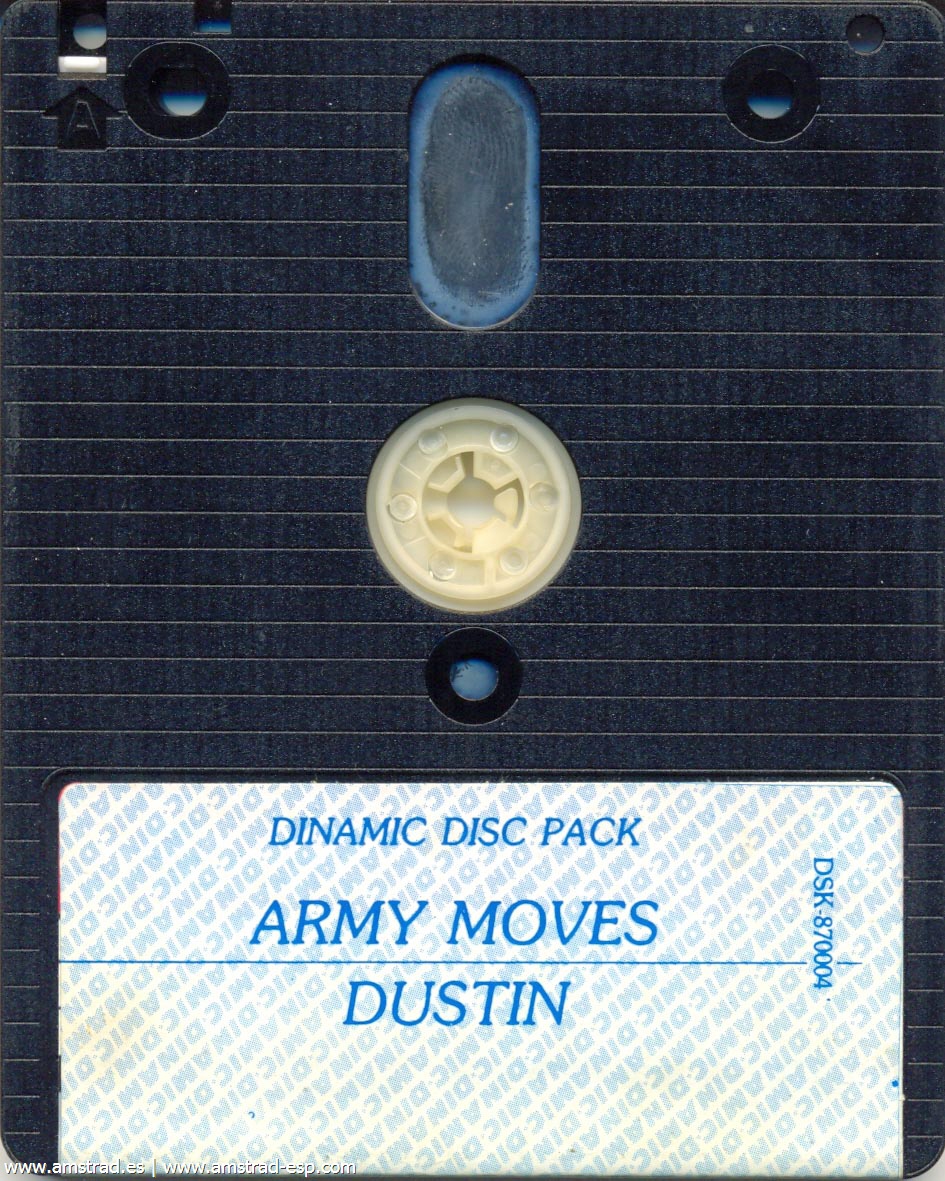 A
DINAMIC DISC PACK
ARMY MOVES
DUSTIN
DSK-870004
www.amstrad.es | www.amstrad-esp.com